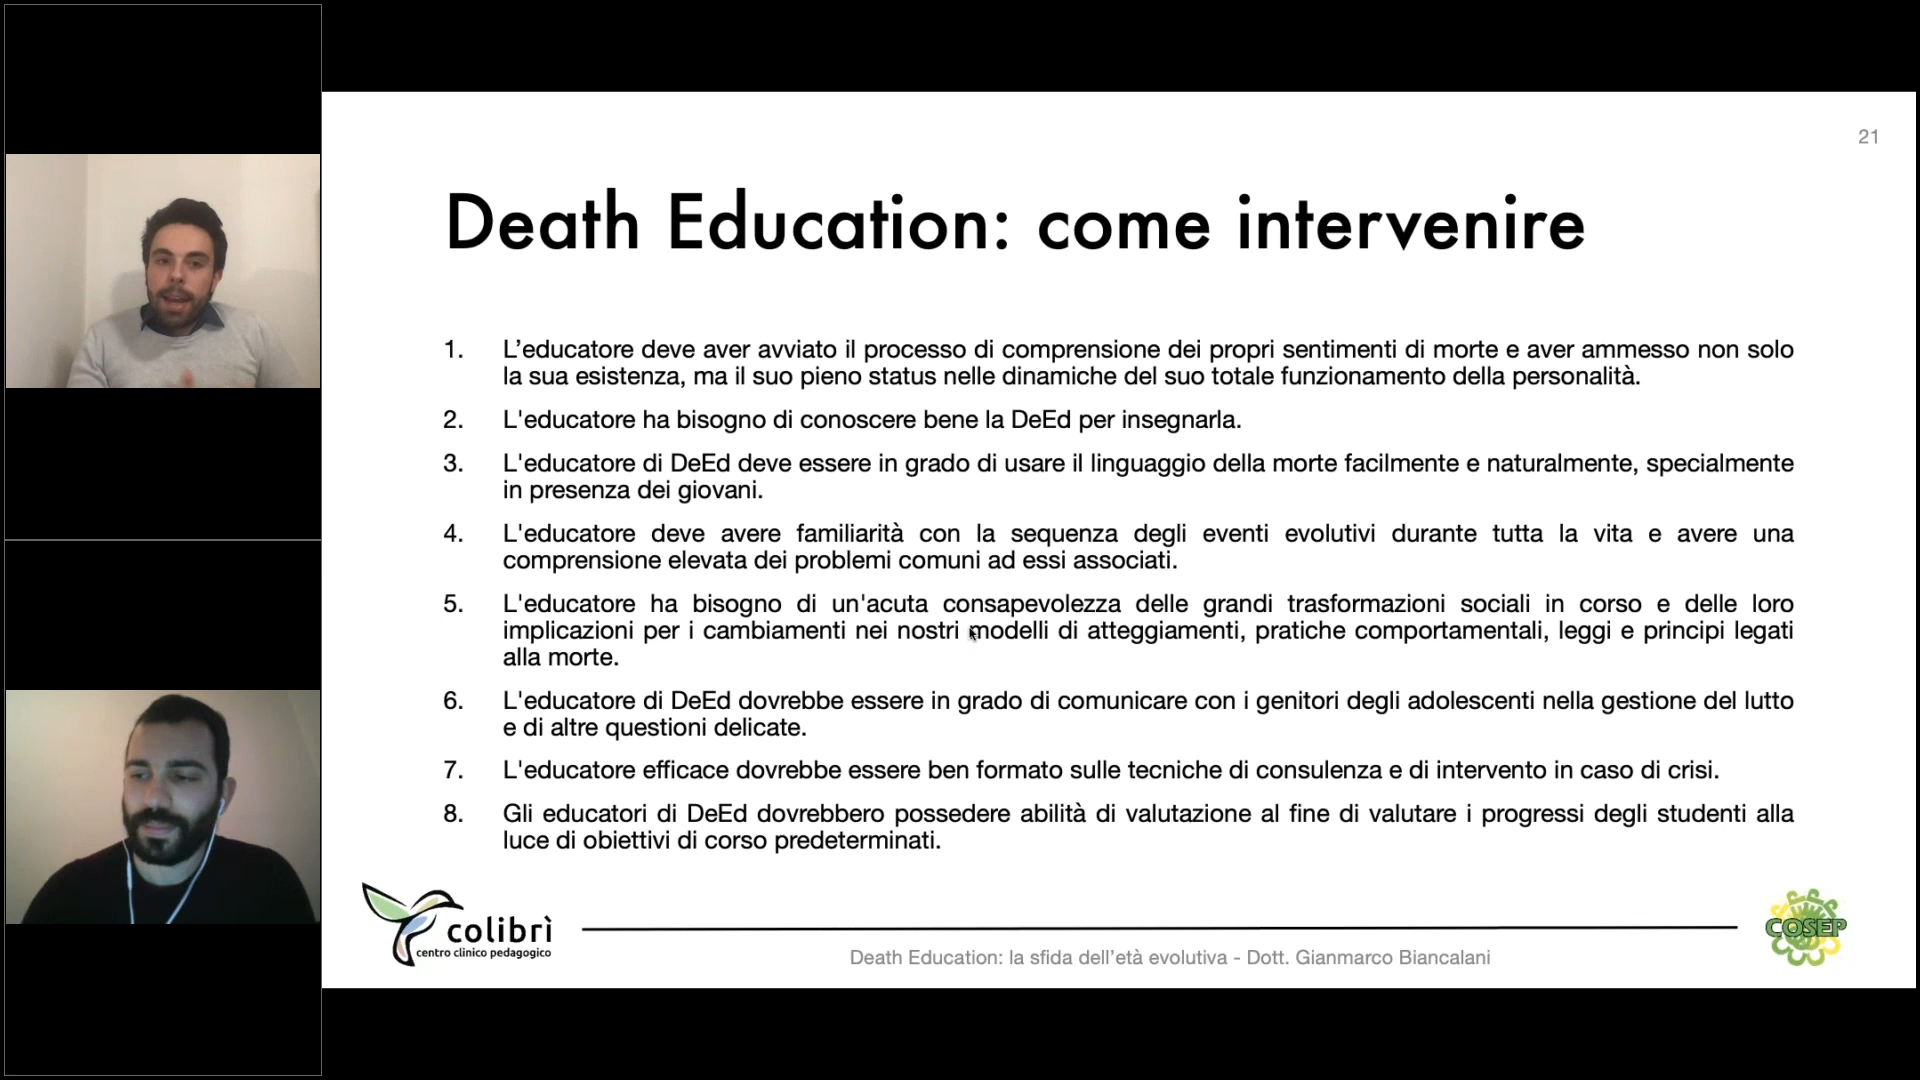 21
Death Education: come intervenire
1. L’educatore deve aver avviato il processo di comprensione dei propri sentimenti di morte e aver ammesso non solo
la sua esistenza, ma il suo pieno status nelle dinamiche del suo totale funzionamento della personalità.
2. L'educatore ha bisogno di conoscere bene la DeEd per insegnarla.
3. L'educatore di DeEd deve essere in grado di usare il linguaggio della morte facilmente e naturalmente, specialmente
in presenza dei giovani.
4. L'educatore deve avere familiarità con la sequenza degli eventi evolutivi durante tutta la vita e avere una
comprensione elevata dei problemi comuni ad essi associati.
5. L'educatore ha bisogno di un'acuta consapevolezza delle grandi trasformazioni sociali in corso e delle loro
implicazioni per i cambiamenti nei nostri modelli di atteggiamenti, pratiche comportamentali, leggi e principi legati
alla morte.
6. L'educatore di DeEd dovrebbe essere in grado di comunicare con i genitori degli adolescenti nella gestione del lutto
e di altre questioni delicate.
7. L'educatore efficace dovrebbe essere ben formato sulle tecniche di consulenza e di intervento in caso di crisi.
8. Gli educatori di DeEd dovrebbero possedere abilità di valutazione al fine di valutare i progressi degli studenti alla
luce di obiettivi di corso predeterminati.
colibrì
centro clinico pedagogico
Death Education: la sfida dell’età evolutiva - Dott. Gianmarco Biancalani
COSEP